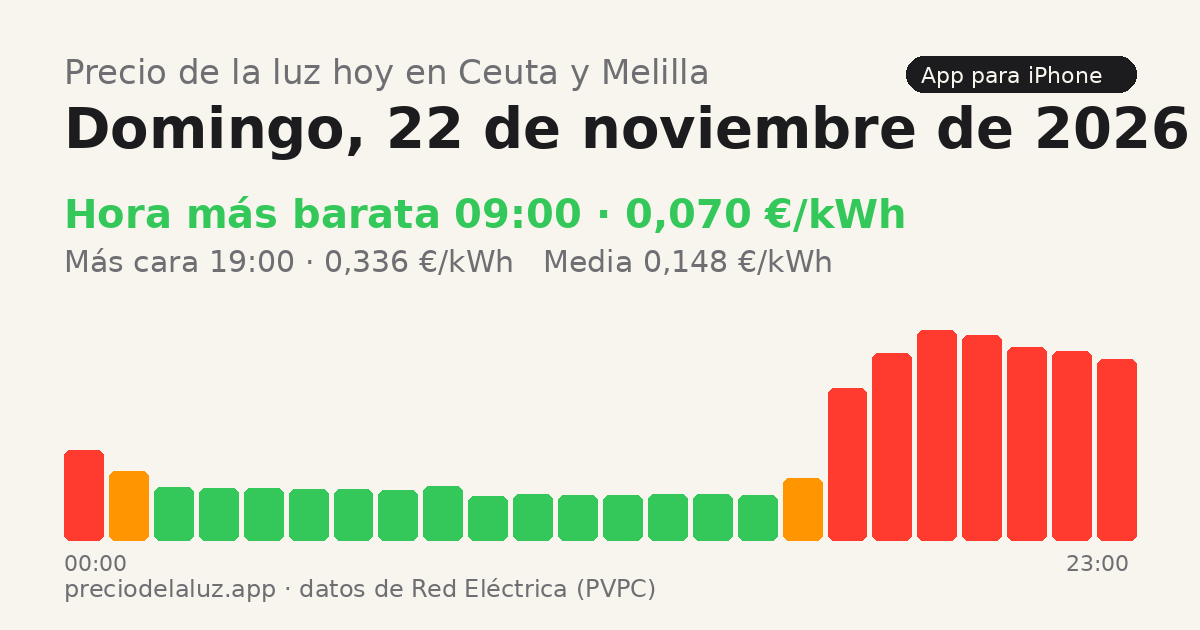 Precio de la luz hoy en Ceuta y Melilla
App para iPhone
Domingo, 22 de noviembre de 2026
Hora más barata 09:00 · 0,070 €/kWh
Más cara 19:00 · 0,336 €/kWh Media 0,148 €/kWh
00:00
23:00
preciodelaluz.app · datos de Red Eléctrica (PVPC)